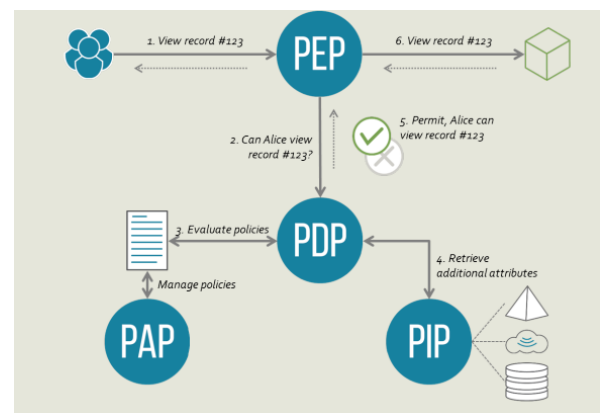 1. View record #123
PEP
6. View record #123
2. Can Alice view
record #123?
5. Permit, Alice can
view record #123
3. Evaluate policies
PDP
4. Retrieve
additional attributes
Manage policies
PAP
PIP